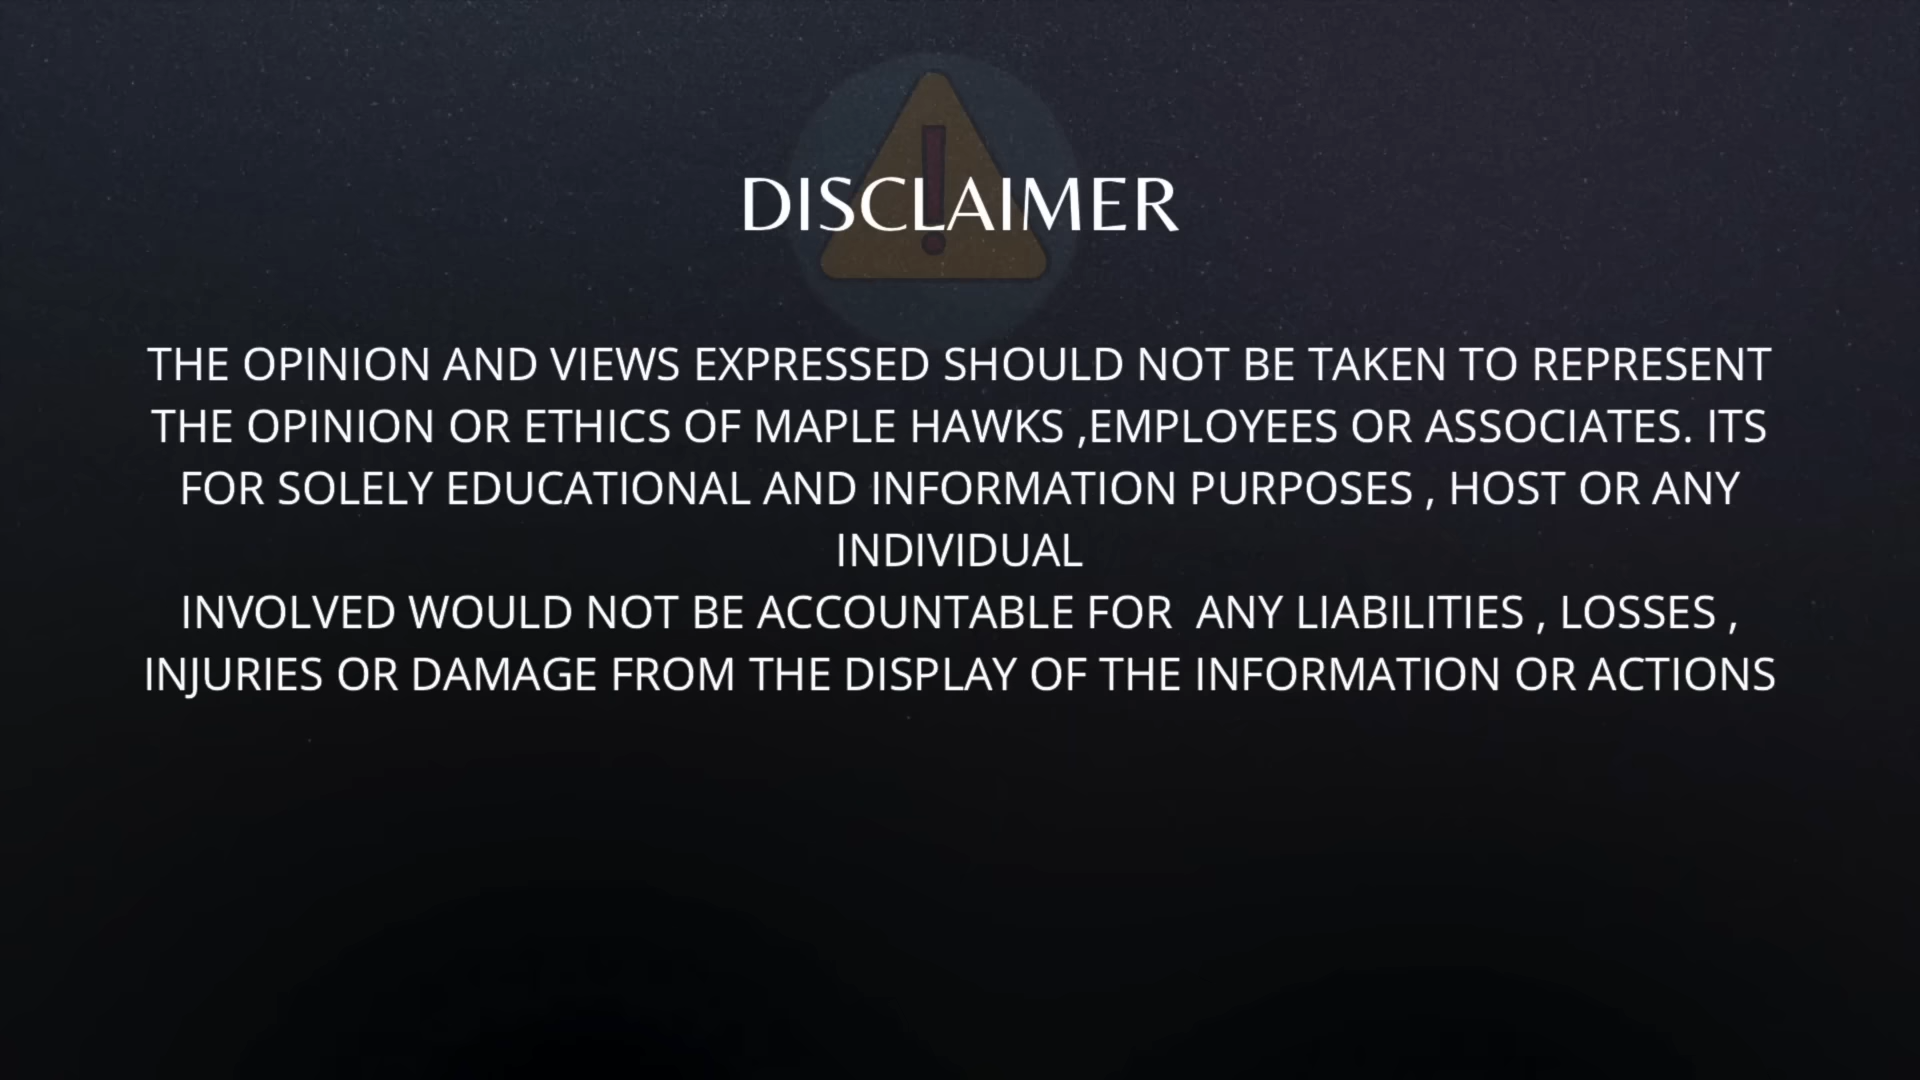 DISCLAIMER
THE OPINION AND VIEWS EXPRESSED SHOULD NOT BE TAKEN TO REPRESENT
THE OPINION OR ETHICS OF MAPLE HAWKS ,EMPLOYEES OR ASSOCIATES. ITS
FOR SOLELY EDUCATIONAL AND INFORMATION PURPOSES , HOST OR ANY
INDIVIDUAL
INVOLVED WOULD NOT BE ACCOUNTABLE FOR  ANY LIABILITIES , LOSSES ,
INJURIES OR DAMAGE FROM THE DISPLAY OF THE INFORMATION OR ACTIONS